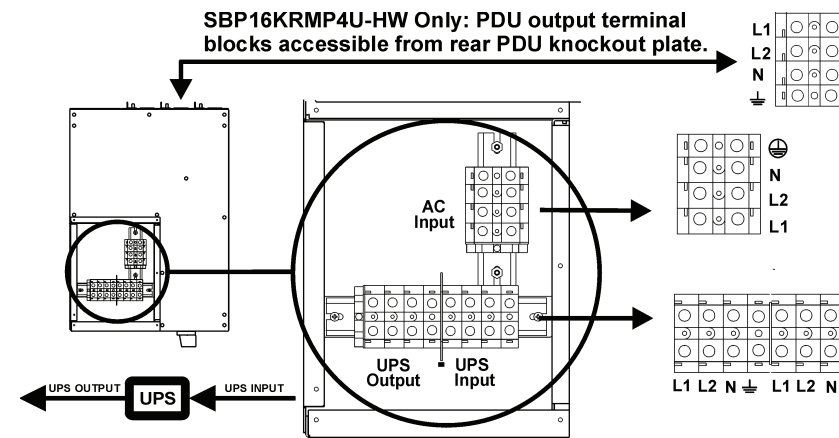 SBP16KRMP4U-HW Only: PDU output terminal
blocks accessible from rear PDU knockout plate.
L1
L2
N
AC
Input
N
L2
L1
UPS
Output
UPS
Input
L1 L2 N L1 L2 N
UPS OUTPUT
UPS
UPS INPUT